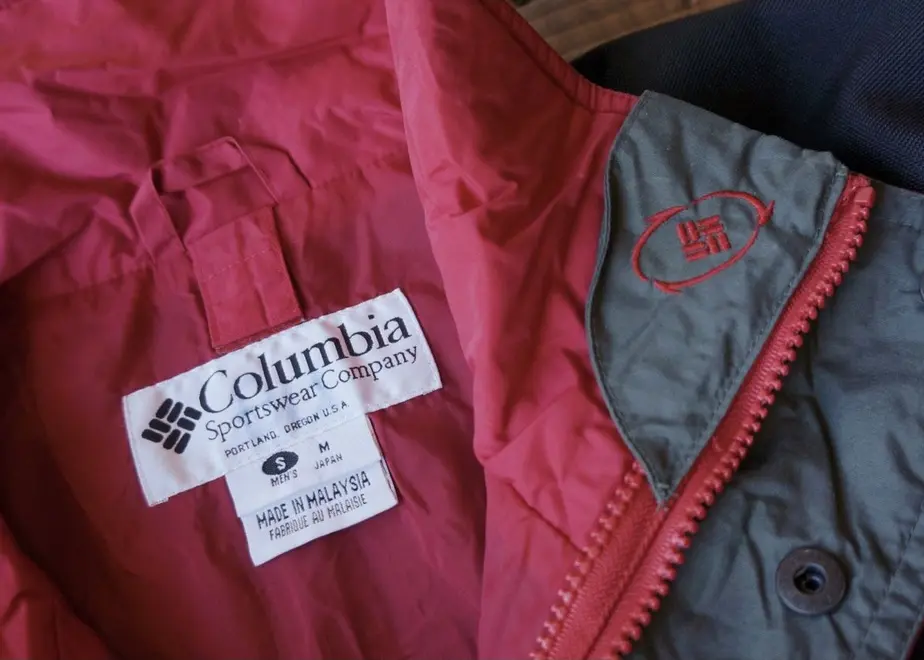 Columbia
Sportswear Company
PORTLAND, OREGON U.S.A.
S M
MEN'S JAPAN
MADE IN MALAYSIA
FABRIQUE AU MALAISIE